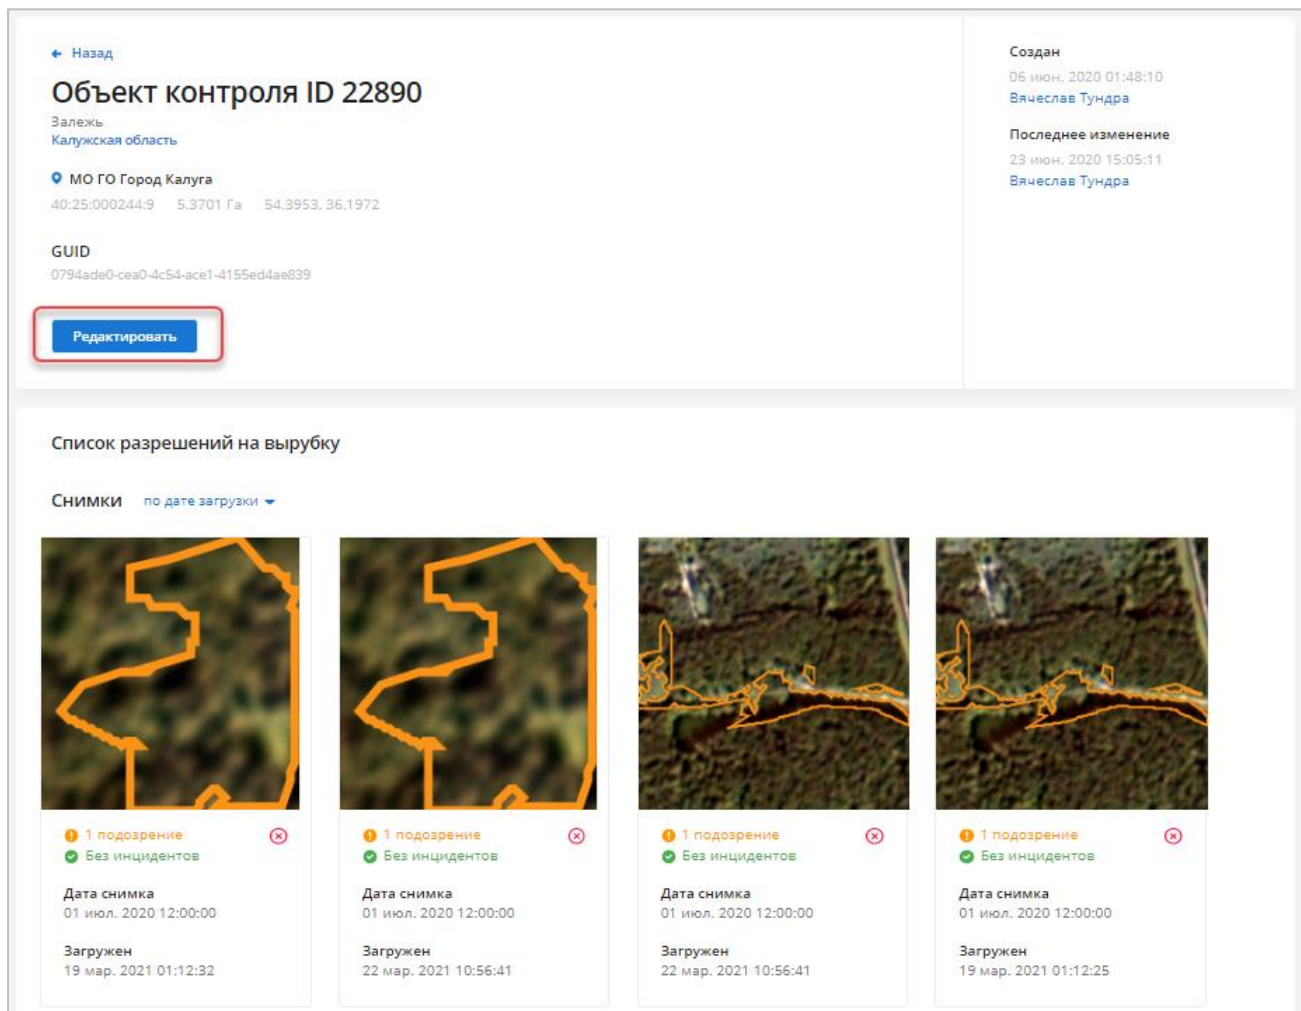 Назад
Объект контроля ID 22890
Залежь
Калужская область
МО ГО Город Калуга
40:25:000244:9 5.3701 Га 54.3953, 36.1972
GUID
0794ade0-cea0-4c54-ace1-4155ed4ae839
Редактировать
Создан
06 июн. 2020 01:48:10
Вячеслав Тундра
Последнее изменение
23 июн. 2020 15:05:11
Вячеслав Тундра
Список разрешений на вырубку
Снимки по дате загрузки
1 подозрение
Без инцидентов
Дата снимка
01 июл. 2020 12:00:00
Загружен
19 мар. 2021 01:12:32
1 подозрение
Без инцидентов
Дата снимка
01 июл. 2020 12:00:00
Загружен
22 мар. 2021 10:56:41
1 подозрение
Без инцидентов
Дата снимка
01 июл. 2020 12:00:00
Загружен
22 мар. 2021 10:56:41
1 подозрение
Без инцидентов
Дата снимка
01 июл. 2020 12:00:00
Загружен
19 мар. 2021 01:12:25